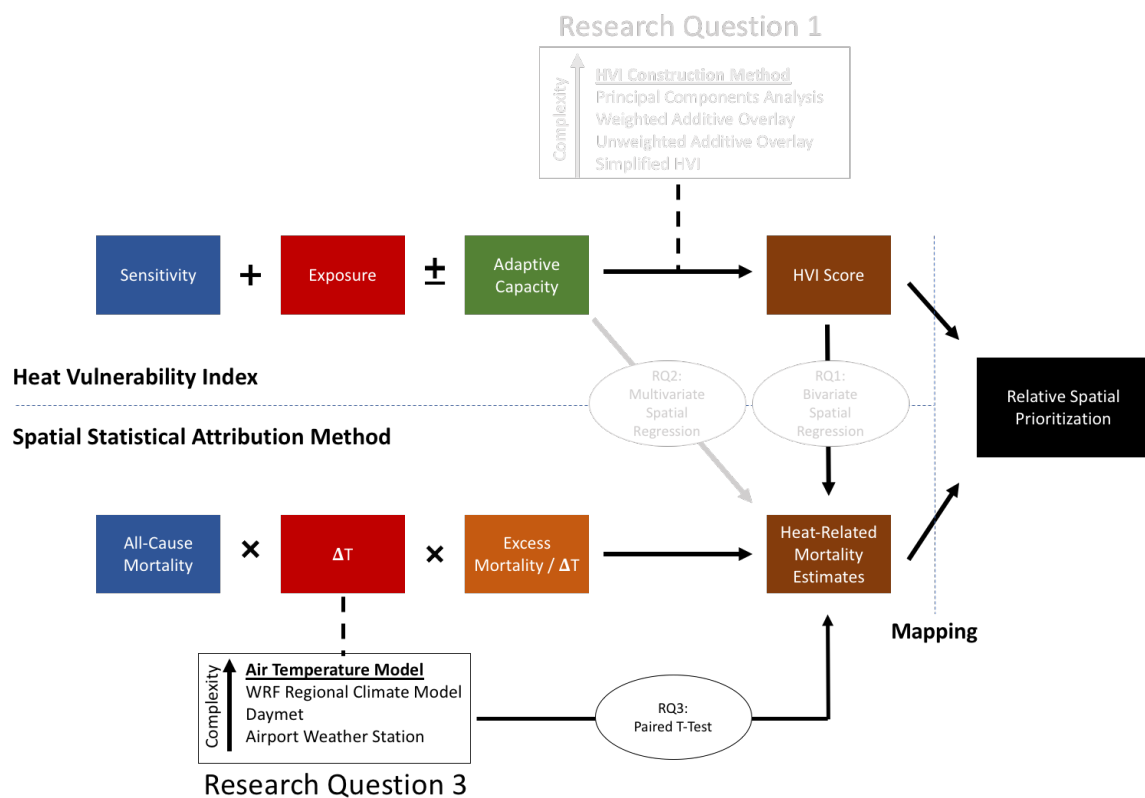 Research Question 1
Complexity
HVI Construction Method
Principal Components Analysis
Weighted Additive Overlay
Unweighted Additive Overlay
Simplified HVI
Sensitivity
+
Exposure
±
Adaptive
Capacity
HVI Score
Heat Vulnerability Index
RQ2:
Multivariate
Spatial
Regression
RQ1:
Bivariate
Spatial
Regression
Relative Spatial
Prioritization
Spatial Statistical Attribution Method
All-Cause
Mortality
×
ΔT
×
Excess
Mortality / ΔT
Heat-Related
Mortality
Estimates
Mapping
Complexity
Air Temperature Model
WRF Regional Climate Model
Daymet
Airport Weather Station
RQ3:
Paired T-Test
Research Question 3